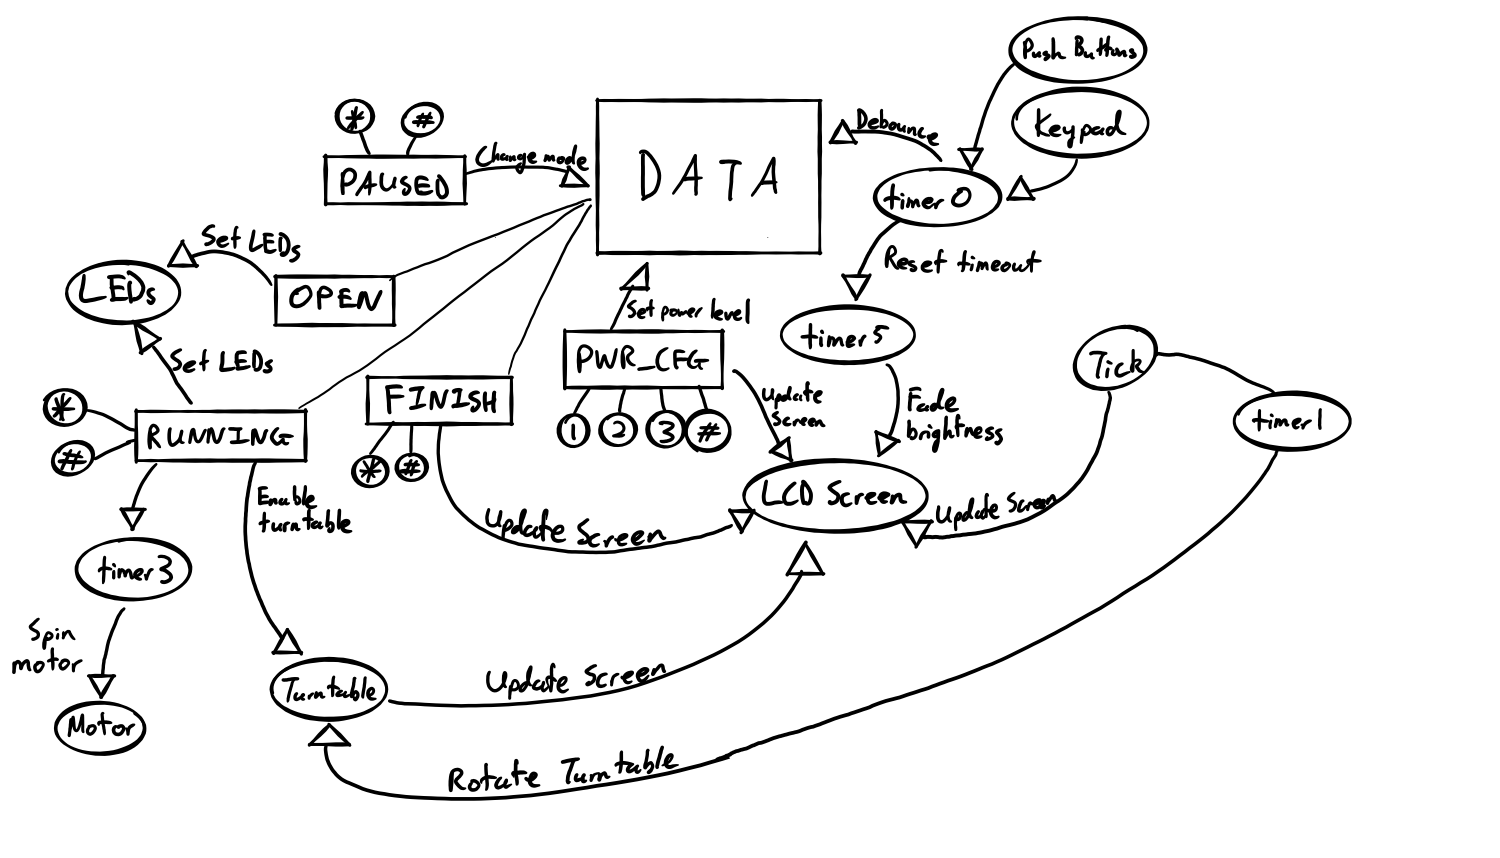 Push Buttons
Keypad
*
#
PAUSED
Change mode
DATA
Debounce
timer 0
Set LEDs
LEDs
OPEN
Reset timeout
Set power level
timer 5
Set LEDs
PWR_CFG
1
2
3
#
Update
Screen
Fade
brightness
Tick
timer 1
*
#
RUNNING
FINISH
*
#
LCD Screen
Enable
turntable
Update Screen
Update Screen
timer 3
Spin
motor
Motor
Turntable
Update Screen
Rotate Turntable